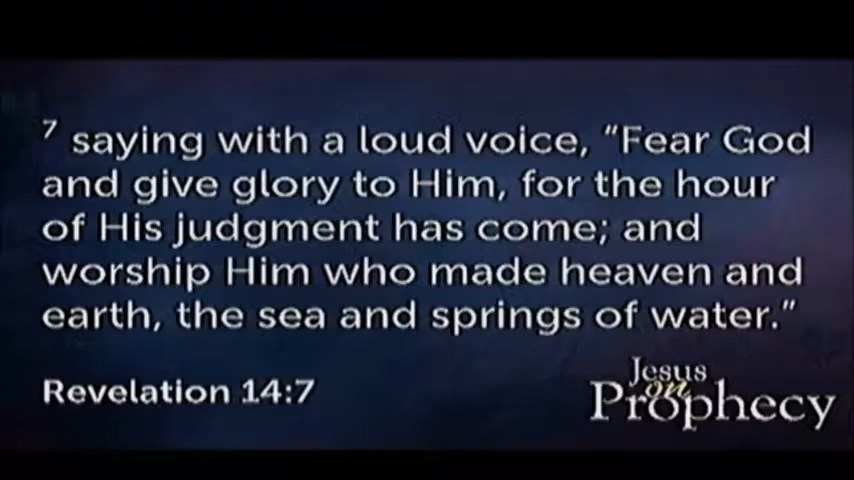 7 saying with a loud voice, “Fear God
and give glory to Him, for the hour
of His judgment has come; and
worship Him who made heaven and
earth, the sea and springs of water.”
Revelation 14:7
Jesus
on
Prophecy